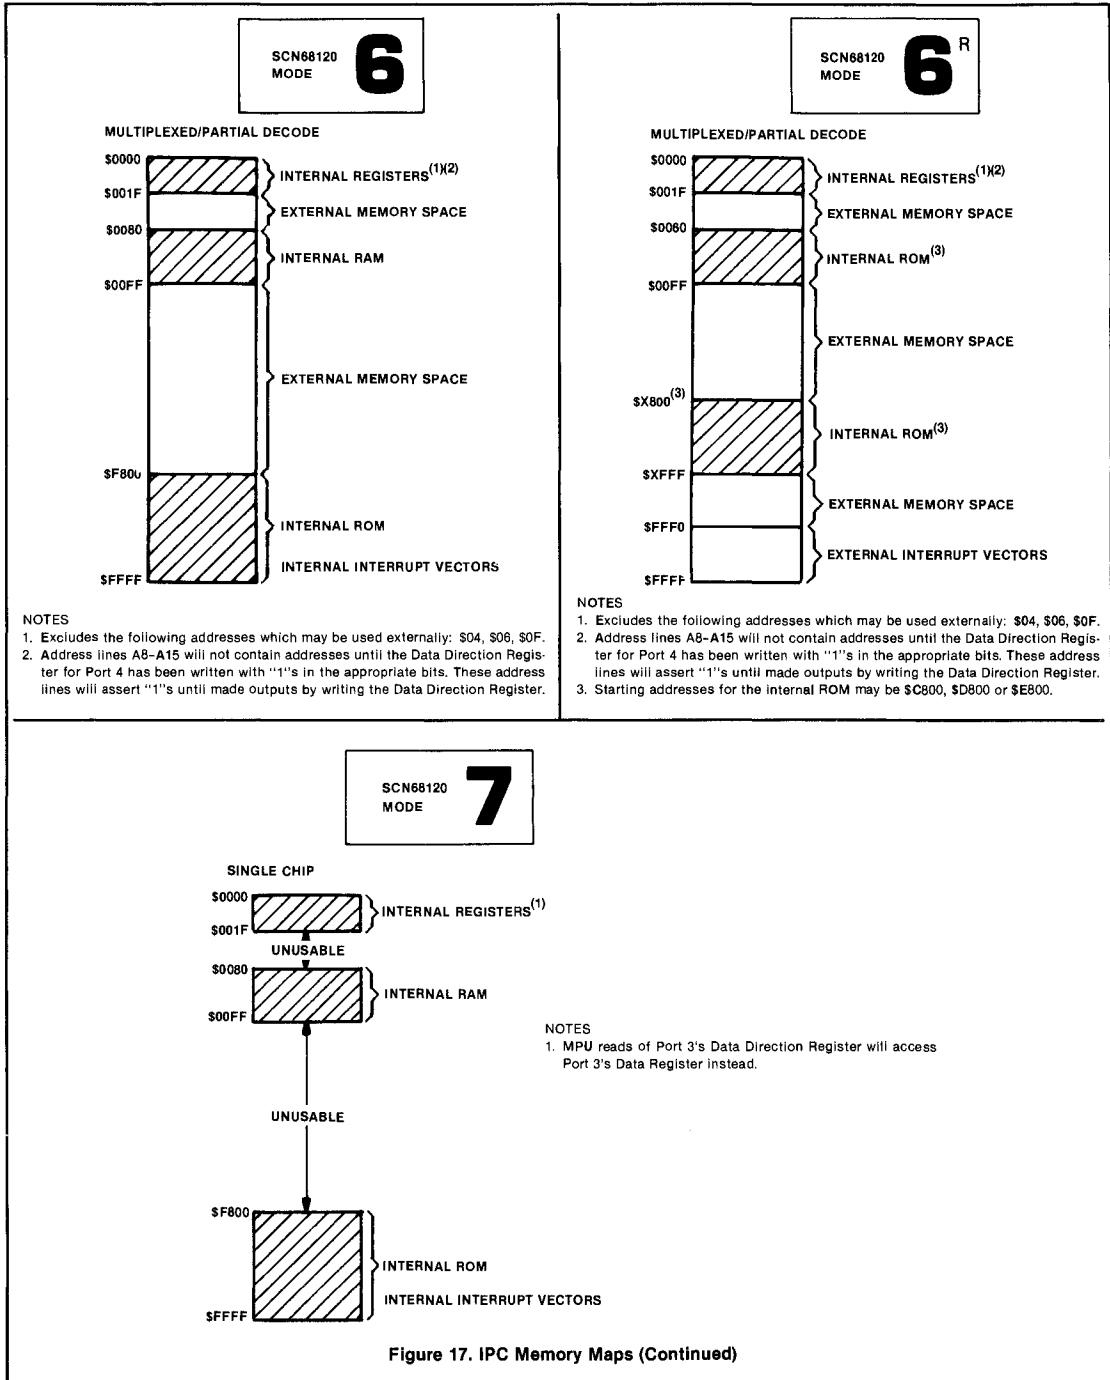 SCN68120
MODE 6
MULTIPLEXED/PARTIAL DECODE
$0000
INTERNAL REGISTERS(1)(2)
$001F
EXTERNAL MEMORY SPACE
$0080
INTERNAL RAM
$00FF
EXTERNAL MEMORY SPACE
$F800
INTERNAL ROM
INTERNAL INTERRUPT VECTORS
$FFFF
NOTES
1. Excludes the following addresses which may be used externally: $04, $06, $0F.
2. Address lines A8-A15 will not contain addresses until the Data Direction Regis-
ter for Port 4 has been written with "1"s in the appropriate bits. These address
lines will assert "1"s until made outputs by writing the Data Direction Register.
SCN68120
MODE 6 R
MULTIPLEXED/PARTIAL DECODE
$0000
INTERNAL REGISTERS(1)(2)
$001F
EXTERNAL MEMORY SPACE
$0080
INTERNAL ROM(3)
$00FF
EXTERNAL MEMORY SPACE
$X800(3)
INTERNAL ROM(3)
$XFFF
EXTERNAL MEMORY SPACE
$FFF0
EXTERNAL INTERRUPT VECTORS
$FFFF
NOTES
1. Excludes the following addresses which may be used externally: $04, $06, $0F.
2. Address lines A8-A15 will not contain addresses until the Data Direction Regis-
ter for Port 4 has been written with "1"s in the appropriate bits. These address
lines will assert "1"s until made outputs by writing the Data Direction Register.
3. Starting addresses for the internal ROM may be $C800, $D800 or $E800.
SCN68120
MODE 7
SINGLE CHIP
$0000
INTERNAL REGISTERS(1)
$001F
UNUSABLE
$0080
INTERNAL RAM
$00FF
NOTES
1. MPU reads of Port 3's Data Direction Register will access
Port 3's Data Register instead.
UNUSABLE
$F800
INTERNAL ROM
INTERNAL INTERRUPT VECTORS
$FFFF
Figure 17. IPC Memory Maps (Continued)